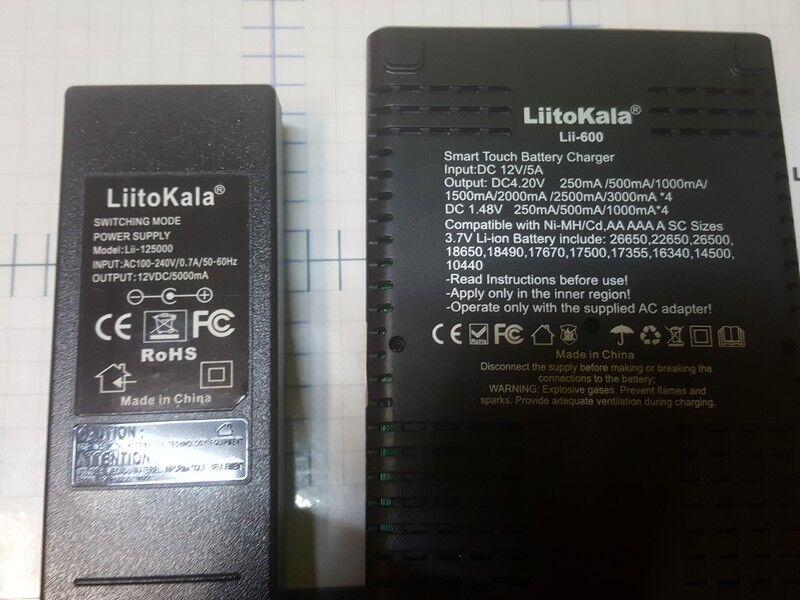 LiitoKala®
SWITCHING MODE
POWER SUPPLY
Model:Lii-125000
INPUT:AC100-240V/0.7A/50-60Hz
OUTPUT:12VDC/5000mA
CE FC
RoHS
Made in China
CAUTION:
TECHNOLOGY EQUIPMENT
ATTENTION
LiitoKala®
Lii-600
Smart Touch Battery Charger
Input:DC 12V/5A
Output: DC4.20V 250mA /500mA/1000mA/
1500mA/2000mA /2500mA/3000mA *4
DC 1.48V 250mA/500mA/1000mA*4
Compatible with Ni-MH/Cd,AA AAA A SC Sizes
3.7V Li-ion Battery include: 26650,22650,26500,
18650,18490,17670,17500,17355,16340,14500,
10440
-Read Instructions before use!
-Apply only in the inner region!
-Operate only with the supplied AC adapter!
CE RoHS FC
Made in China
Disconnect the supply before making or breaking the
connections to the battery;
WARNING: Explosive gases. Prevent flames and
sparks. Provide adequate ventilation during charging.